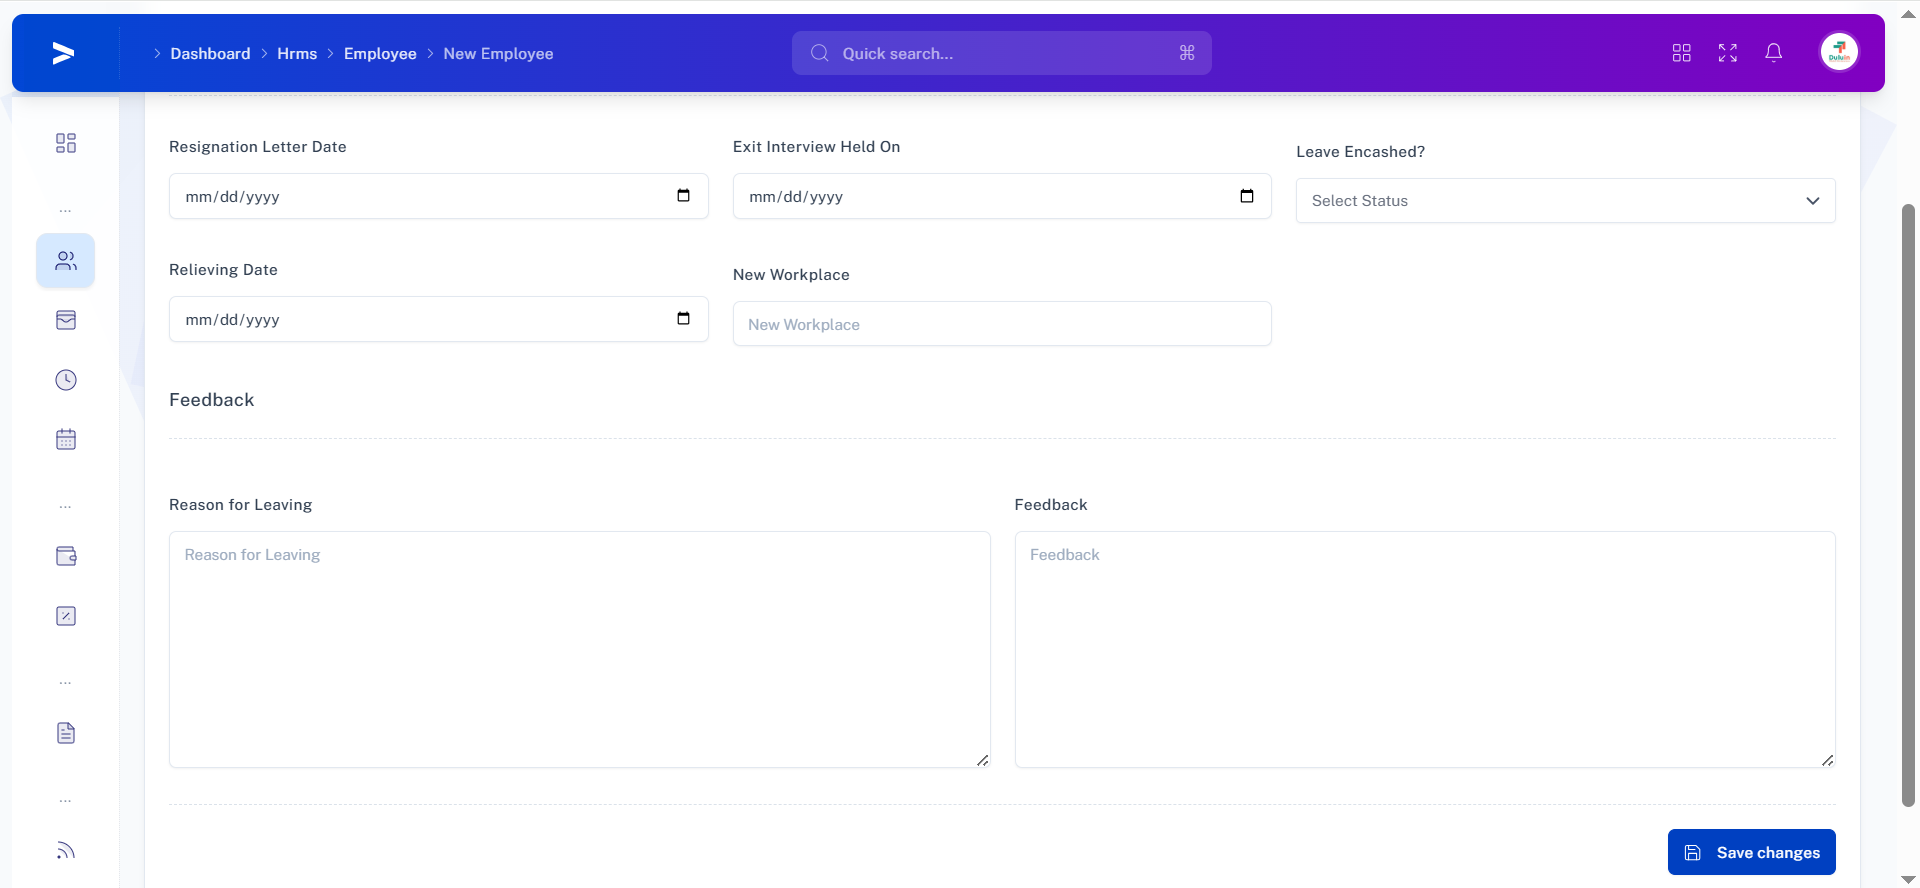 Dashboard > Hrms > Employee > New Employee
Quick search...
⌘
Duluin
Resignation Letter Date
Exit Interview Held On
Leave Encashed?
mm/dd/yyyy
mm/dd/yyyy
Select Status
Relieving Date
New Workplace
mm/dd/yyyy
New Workplace
Feedback
Reason for Leaving
Feedback
Reason for Leaving
Feedback
Save changes
...
...
...
...